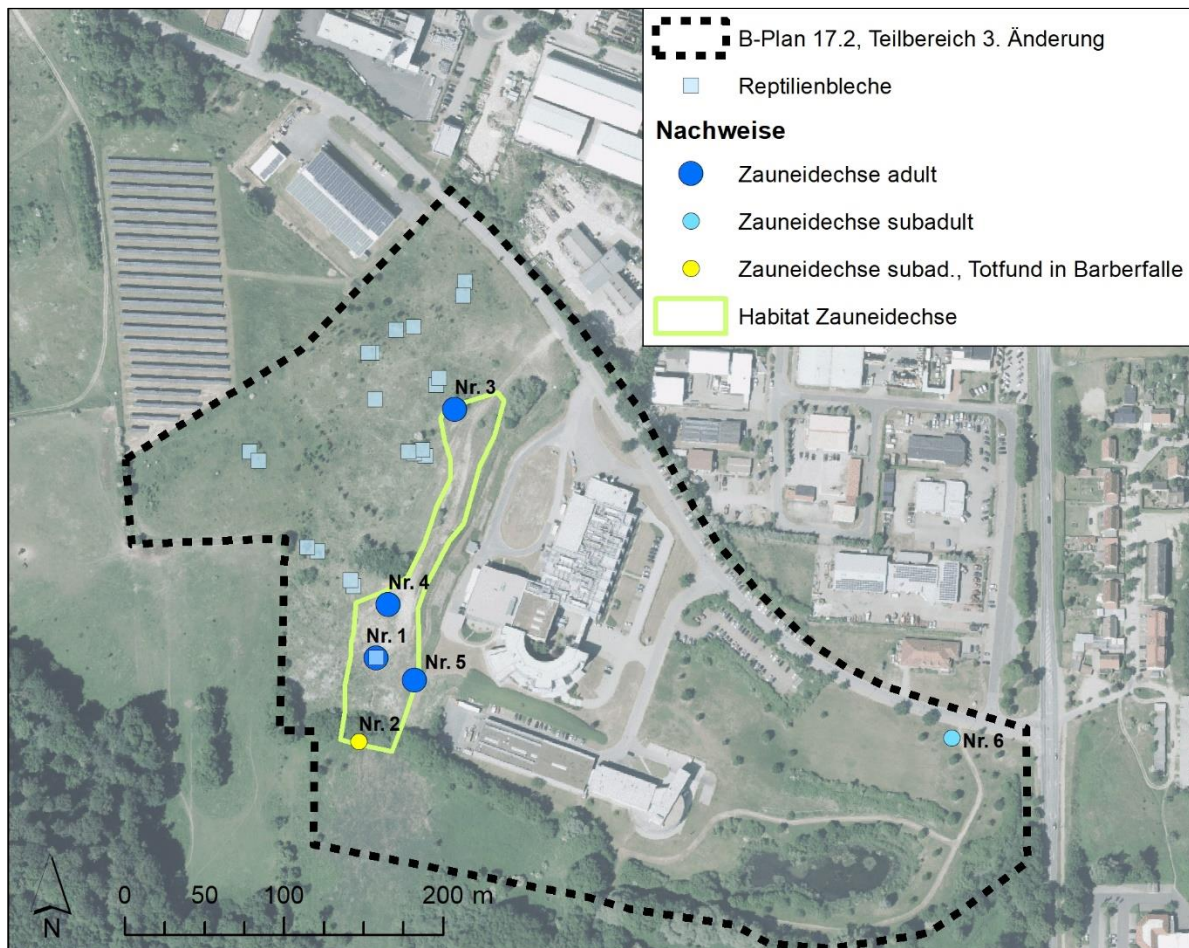 B-Plan 17.2, Teilbereich 3. Änderung
Reptilienbleche
Nachweise
Zauneidechse adult
Zauneidechse subadult
Zauneidechse subad., Totfund in Barberfalle
Habitat Zauneidechse
Nr. 3
Nr. 4
Nr. 1
Nr. 5
Nr. 2
Nr. 6
0 50 100 200 m
N